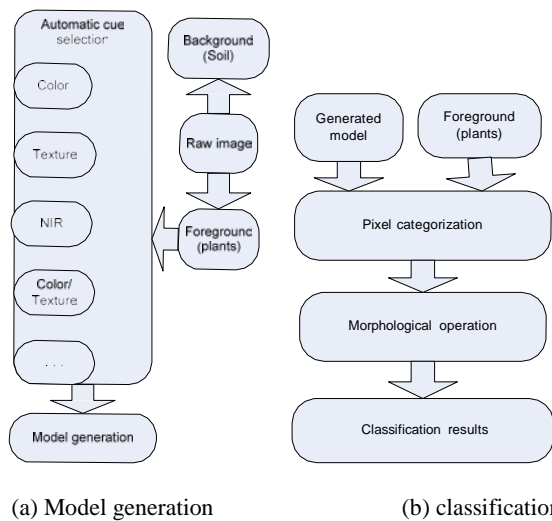 Automatic cue
selection
Color
Texture
NIR
Color/
Texture
. . .
Model generation
Background
(Soil)
Raw image
Foreground
(plants)
(a) Model generation
Generated
model
Foreground
(plants)
Pixel categorization
Morphological operation
Classification results
(b) classification